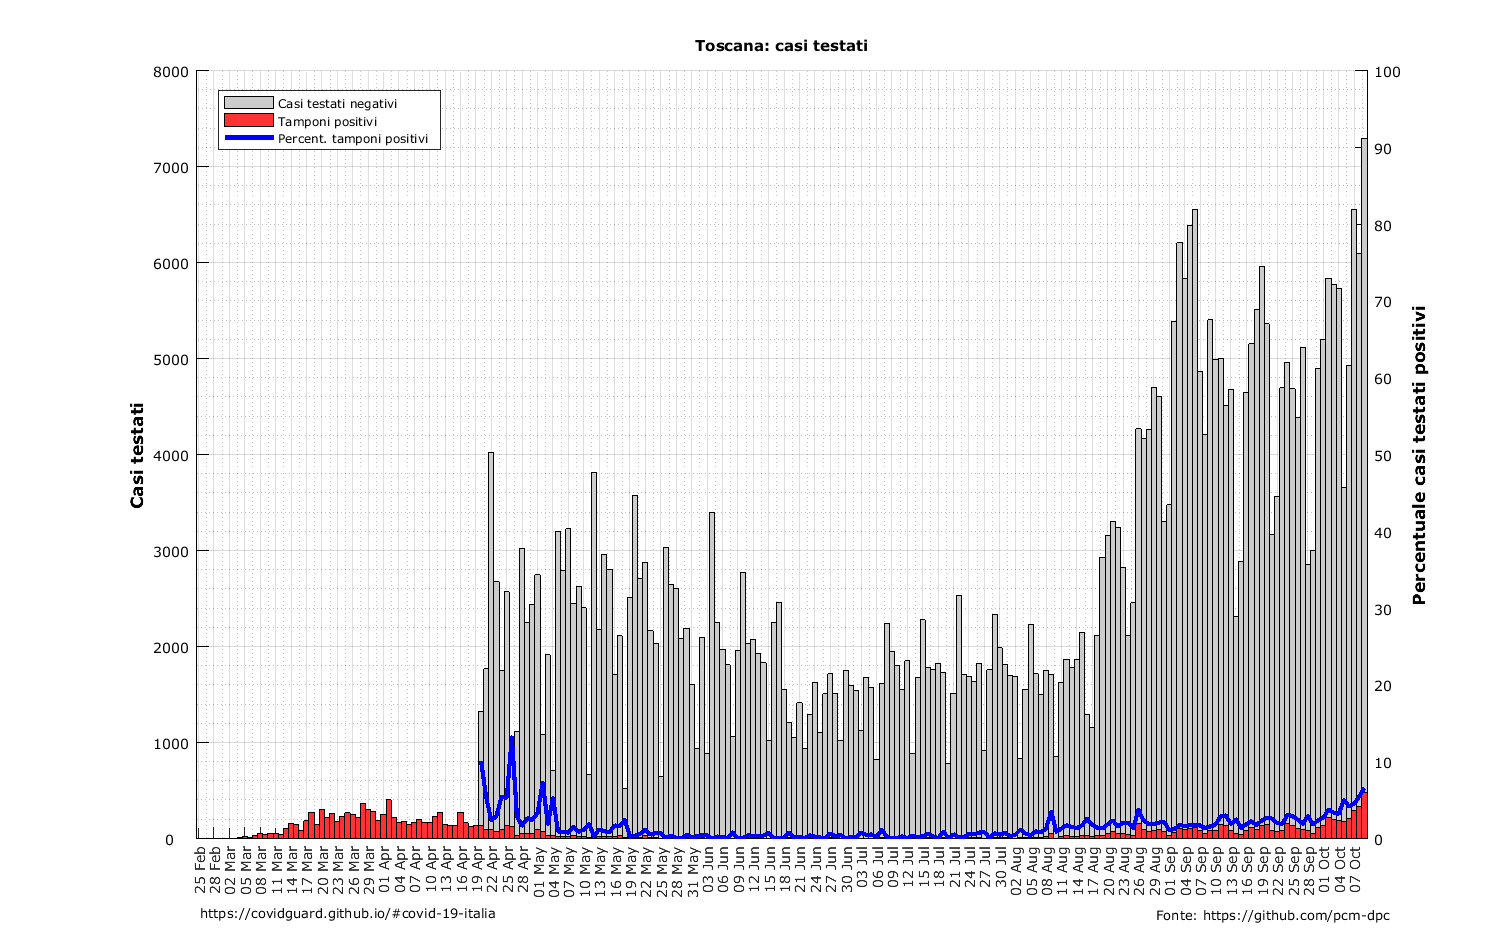 Toscana: casi testati
8000
7000
6000
5000
4000
3000
2000
1000
0
100
90
80
70
60
50
40
30
20
10
0
Casi testati negativi
Tamponi positivi
Percent. tamponi positivi
Casi testati
Percentuale casi testati positivi
25 Feb
28 Feb
02 Mar
05 Mar
08 Mar
11 Mar
14 Mar
17 Mar
20 Mar
23 Mar
26 Mar
29 Mar
01 Apr
04 Apr
07 Apr
10 Apr
13 Apr
16 Apr
19 Apr
22 Apr
25 Apr
28 Apr
01 May
04 May
07 May
10 May
13 May
16 May
19 May
22 May
25 May
28 May
31 May
03 Jun
06 Jun
09 Jun
12 Jun
15 Jun
18 Jun
21 Jun
24 Jun
27 Jun
30 Jun
03 Jul
06 Jul
09 Jul
12 Jul
15 Jul
18 Jul
21 Jul
24 Jul
27 Jul
30 Jul
02 Aug
05 Aug
08 Aug
11 Aug
14 Aug
17 Aug
20 Aug
23 Aug
26 Aug
29 Aug
01 Sep
04 Sep
07 Sep
10 Sep
13 Sep
16 Sep
19 Sep
22 Sep
25 Sep
28 Sep
01 Oct
04 Oct
07 Oct
https://covidguard.github.io/#covid-19-italia
Fonte: https://github.com/pcm-dpc